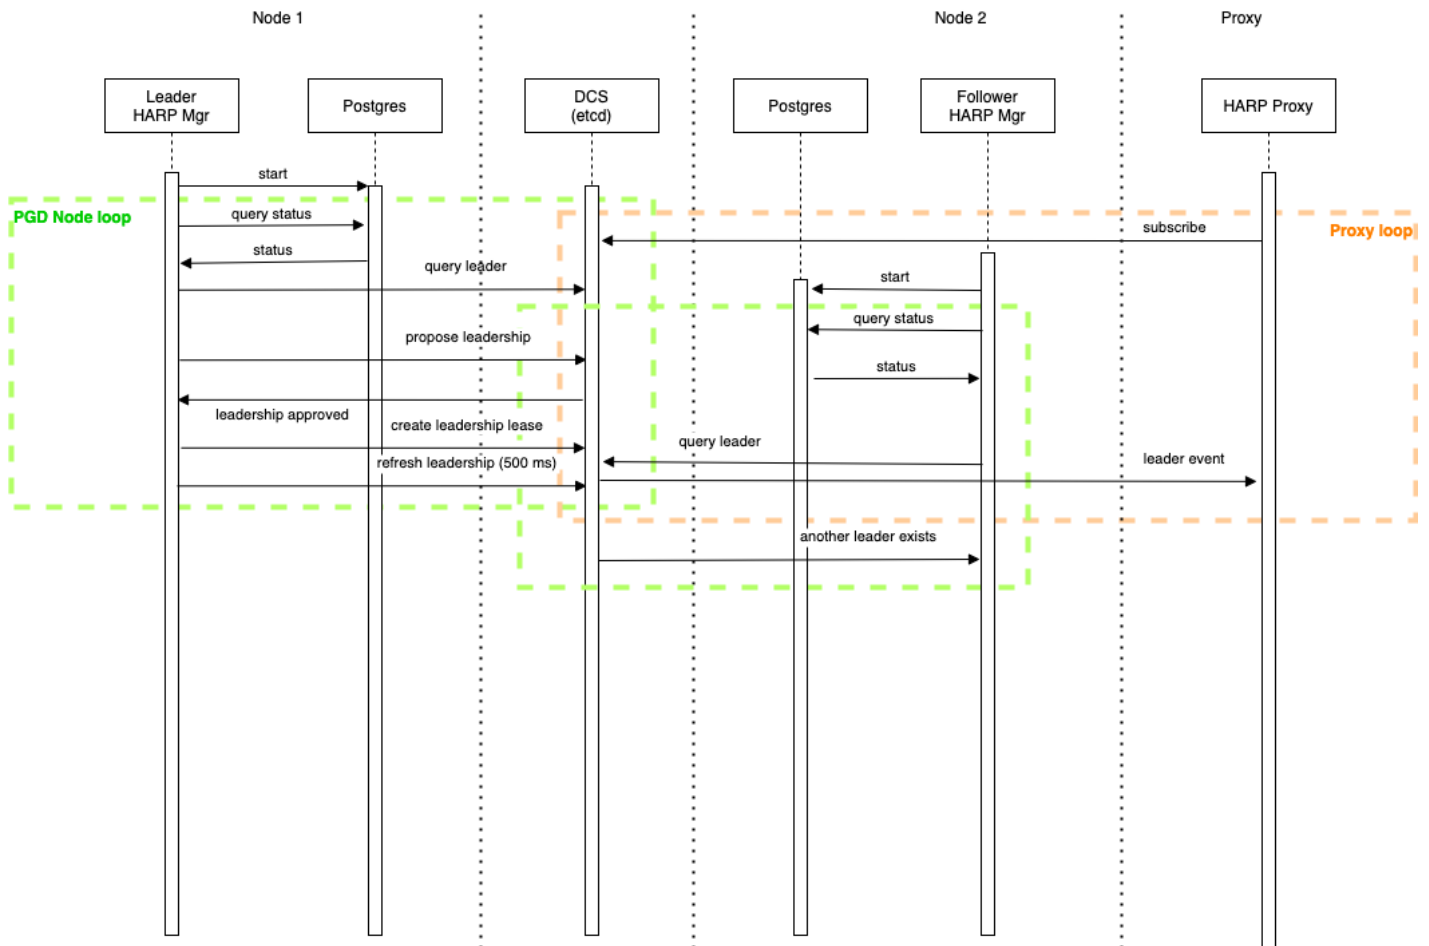 Node 1
Node 2
Proxy
Leader
HARP Mgr
Postgres
DCS
(etcd)
Postgres
Follower
HARP Mgr
HARP Proxy
start
PGD Node loop
query status
subscribe
Proxy loop
status
query leader
start
query status
propose leadership
status
leadership approved
create leadership lease
query leader
refresh leadership (500 ms)
leader event
another leader exists